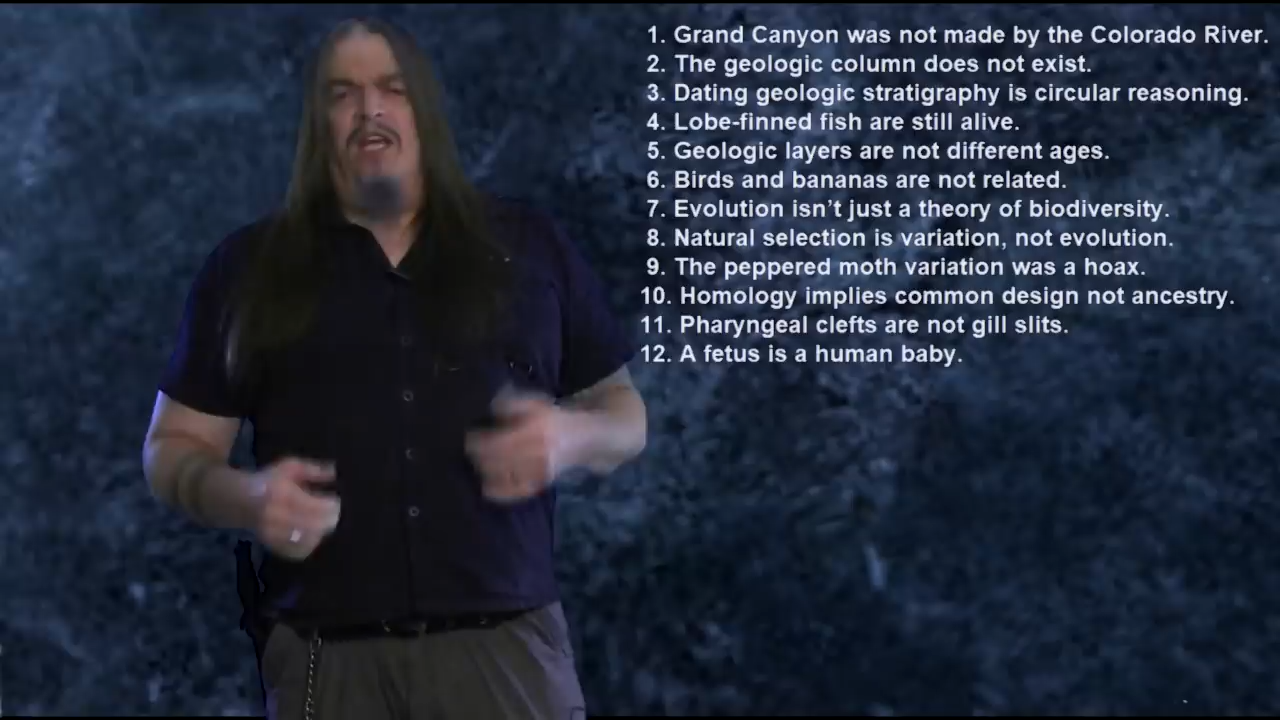 1. Grand Canyon was not made by the Colorado River.
2. The geologic column does not exist.
3. Dating geologic stratigraphy is circular reasoning.
4. Lobe-finned fish are still alive.
5. Geologic layers are not different ages.
6. Birds and bananas are not related.
7. Evolution isn’t just a theory of biodiversity.
8. Natural selection is variation, not evolution.
9. The peppered moth variation was a hoax.
10. Homology implies common design not ancestry.
11. Pharyngeal clefts are not gill slits.
12. A fetus is a human baby.